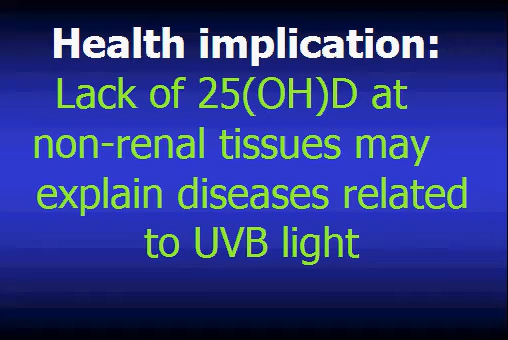 Health implication:
Lack of 25(OH)D at
non-renal tissues may
explain diseases related
to UVB light